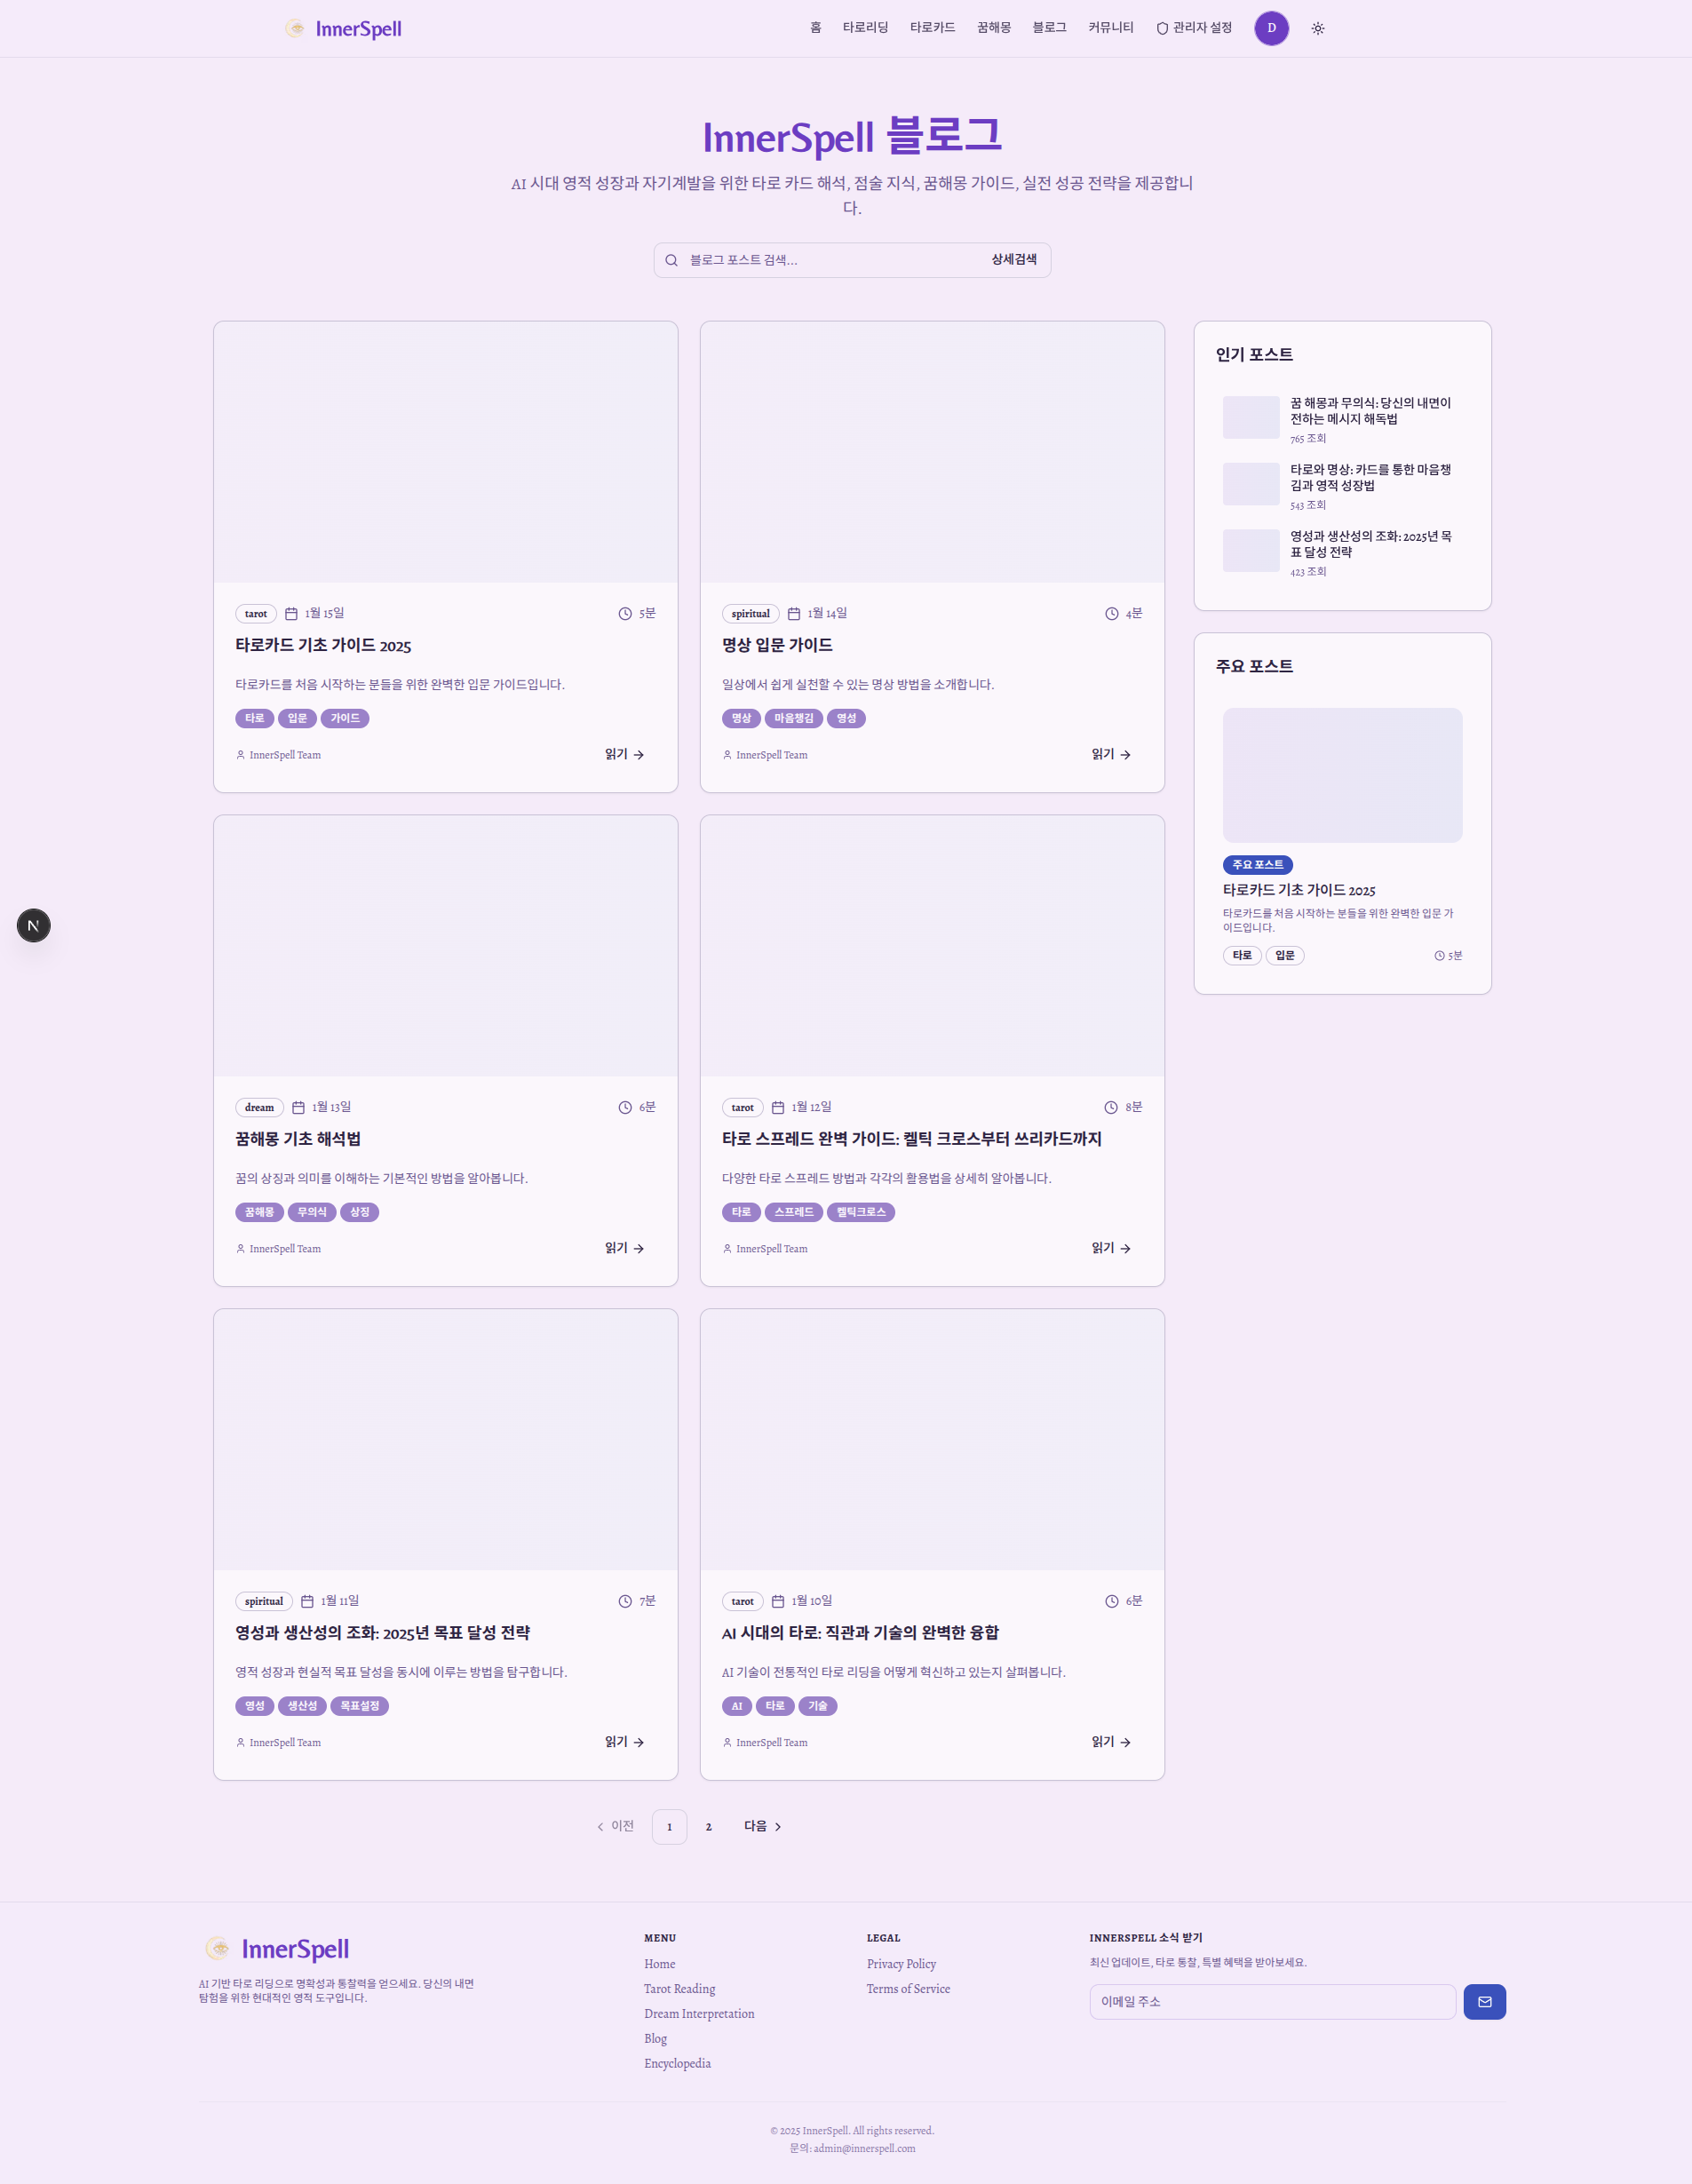 InnerSpell
홈
타로리딩
타로카드
꿈해몽
블로그
커뮤니티
관리자 설정
D
InnerSpell 블로그
AI 시대 영적 성장과 자기계발을 위한 타로 카드 해석, 점술 지식, 꿈해몽 가이드, 실전 성공 전략을 제공합니
다.
블로그 포스트 검색...
상세검색
tarot
1월 15일
5분
타로카드 기초 가이드 2025
타로카드를 처음 시작하는 분들을 위한 완벽한 입문 가이드입니다.
타로
입문
가이드
InnerSpell Team
읽기
spiritual
1월 14일
4분
명상 입문 가이드
일상에서 쉽게 실천할 수 있는 명상 방법을 소개합니다.
명상
마음챙김
영성
InnerSpell Team
읽기
dream
1월 13일
6분
꿈해몽 기초 해석법
꿈의 상징과 의미를 이해하는 기본적인 방법을 알아봅니다.
꿈해몽
무의식
상징
InnerSpell Team
읽기
tarot
1월 12일
8분
타로 스프레드 완벽 가이드: 켈틱 크로스부터 쓰리카드까지
다양한 타로 스프레드 방법과 각각의 활용법을 상세히 알아봅니다.
타로
스프레드
켈틱크로스
InnerSpell Team
읽기
spiritual
1월 11일
7분
영성과 생산성의 조화: 2025년 목표 달성 전략
영적 성장과 현실적 목표 달성을 동시에 이루는 방법을 탐구합니다.
영성
생산성
목표설정
InnerSpell Team
읽기
tarot
1월 10일
6분
AI 시대의 타로: 직관과 기술의 완벽한 융합
AI 기술이 전통적인 타로 리딩을 어떻게 혁신하고 있는지 살펴봅니다.
AI
타로
기술
InnerSpell Team
읽기
이전
1
2
다음
인기 포스트
꿈 해몽과 무의식: 당신의 내면이
전하는 메시지 해독법
765 조회
타로와 명상: 카드를 통한 마음챙
김과 영적 성장법
543 조회
영성과 생산성의 조화: 2025년 목
표 달성 전략
423 조회
주요 포스트
주요 포스트
타로카드 기초 가이드 2025
타로카드를 처음 시작하는 분들을 위한 완벽한 입문 가
이드입니다.
타로
입문
5분
N
InnerSpell
AI 기반 타로 리딩으로 명확성과 통찰력을 얻으세요. 당신의 내면
탐험을 위한 현대적인 영적 도구입니다.
MENU
Home
Tarot Reading
Dream Interpretation
Blog
Encyclopedia
LEGAL
Privacy Policy
Terms of Service
INNERSPELL 소식 받기
최신 업데이트, 타로 통찰, 특별 혜택을 받아보세요.
이메일 주소
© 2025 InnerSpell. All rights reserved.
문의: admin@innerspell.com